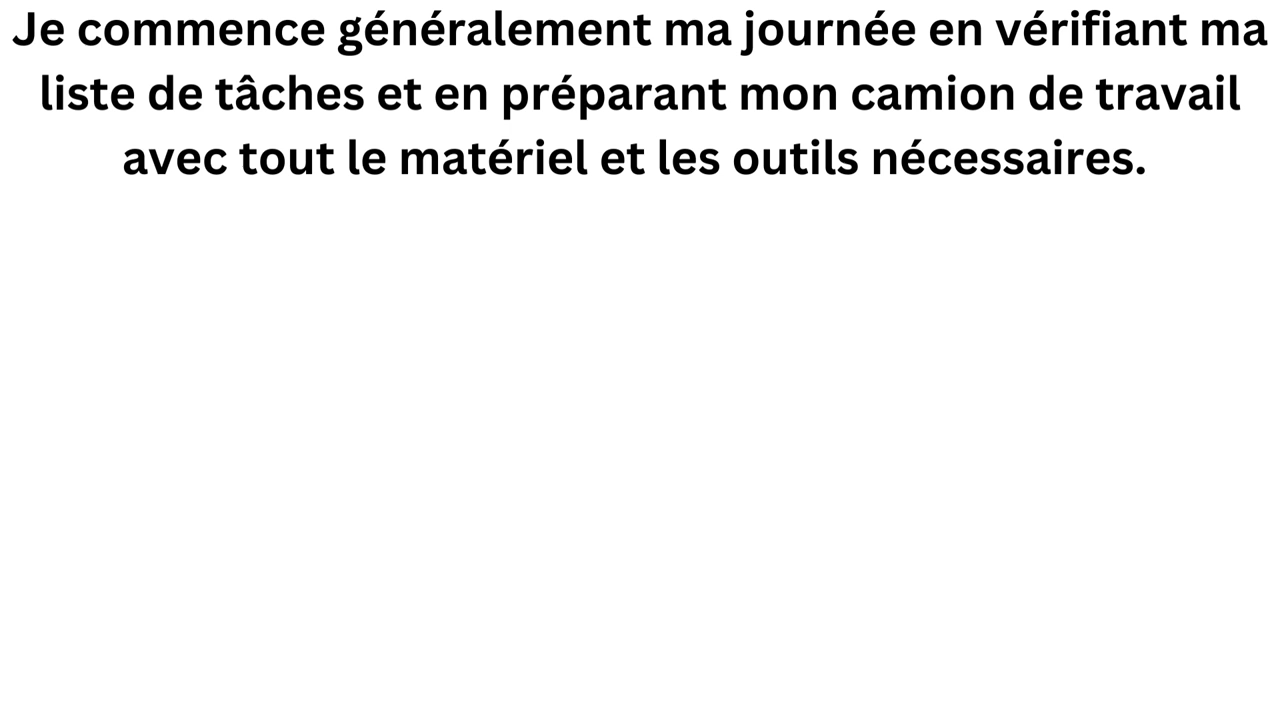 Je commence généralement ma journée en vérifiant ma
liste de tâches et en préparant mon camion de travail
avec tout le matériel et les outils nécessaires.